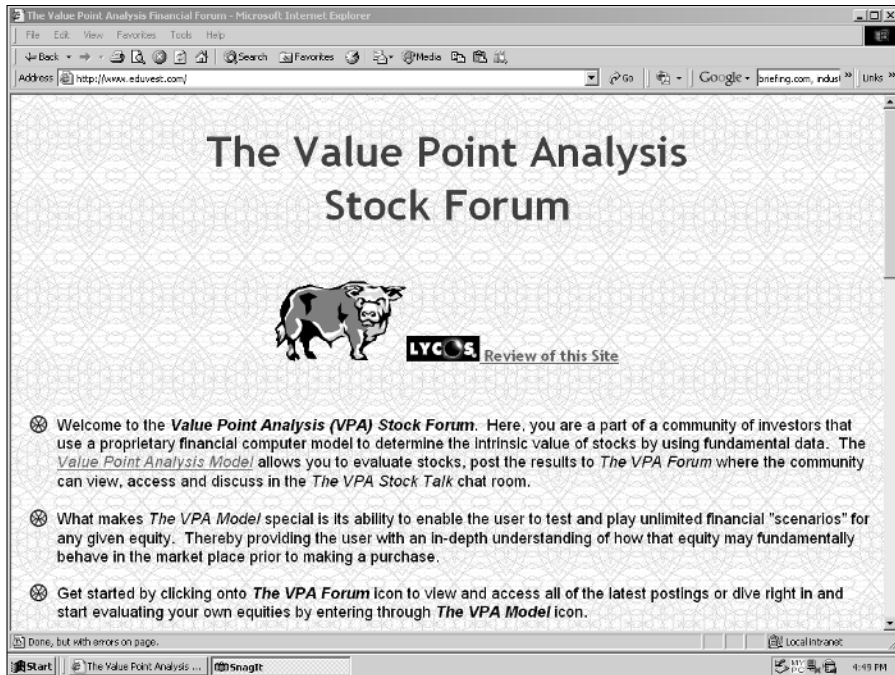 The Value Point Analysis Financial Forum - Microsoft Internet Explorer
File Edit View Favorites Tools Help
Back Search Favorites Media
Address http://www.eduvest.com/ Go Google briefing.com, indust » Links »
The Value Point Analysis
Stock Forum
LYCOS Review of this Site
Welcome to the Value Point Analysis (VPA) Stock Forum. Here, you are a part of a community of investors that
use a proprietary financial computer model to determine the intrinsic value of stocks by using fundamental data. The
Value Point Analysis Model allows you to evaluate stocks, post the results to The VPA Forum where the community
can view, access and discuss in the The VPA Stock Talk chat room.
What makes The VPA Model special is its ability to enable the user to test and play unlimited financial "scenarios" for
any given equity. Thereby providing the user with an in-depth understanding of how that equity may fundamentally
behave in the market place prior to making a purchase.
Get started by clicking onto The VPA Forum icon to view and access all of the latest postings or dive right in and
start evaluating your own equities by entering through The VPA Model icon.
Done, but with errors on page. Local intranet
Start The Value Point Analysis ... SnagIt MY PC 4:49 PM